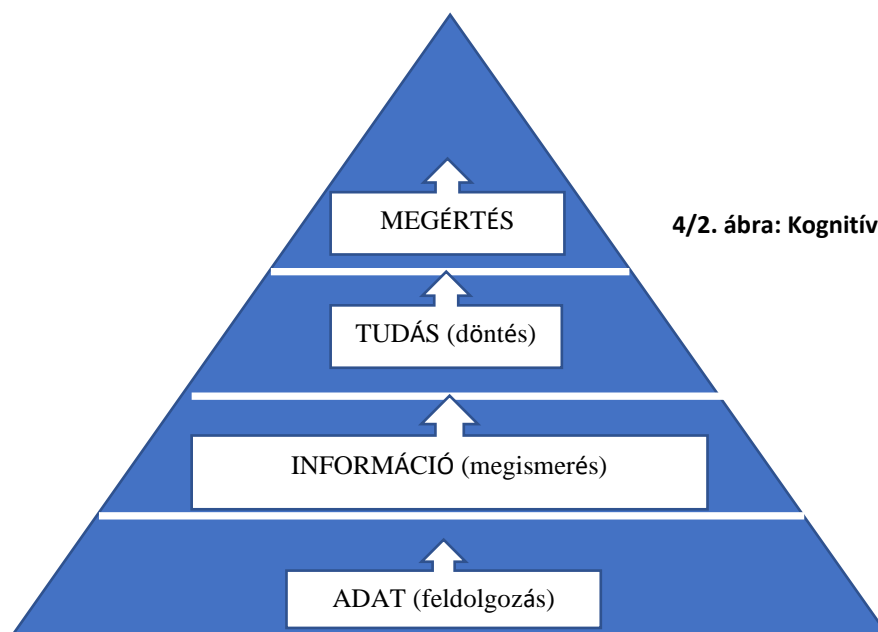 MEGÉRTÉS
4/2. ábra: Kognitív
TUDÁS (döntés)
INFORMÁCIÓ (megismerés)
ADAT (feldolgozás)